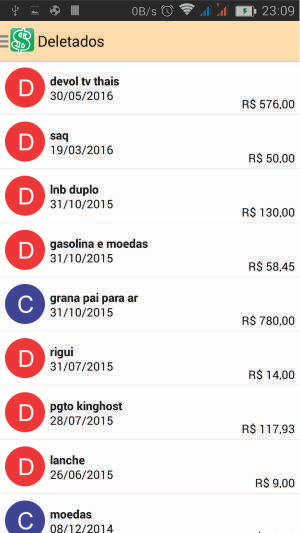 0B/s 23:09
Deletados
D devol tv thais
30/05/2016
R$ 576,00
D saq
19/03/2016
R$ 50,00
D lnb duplo
31/10/2015
R$ 130,00
D gasolina e moedas
31/10/2015
R$ 58,45
C grana pai para ar
31/10/2015
R$ 780,00
D rigui
31/07/2015
R$ 14,00
D pgto kinghost
28/07/2015
R$ 117,93
D lanche
26/06/2015
R$ 9,00
C moedas
08/12/2014